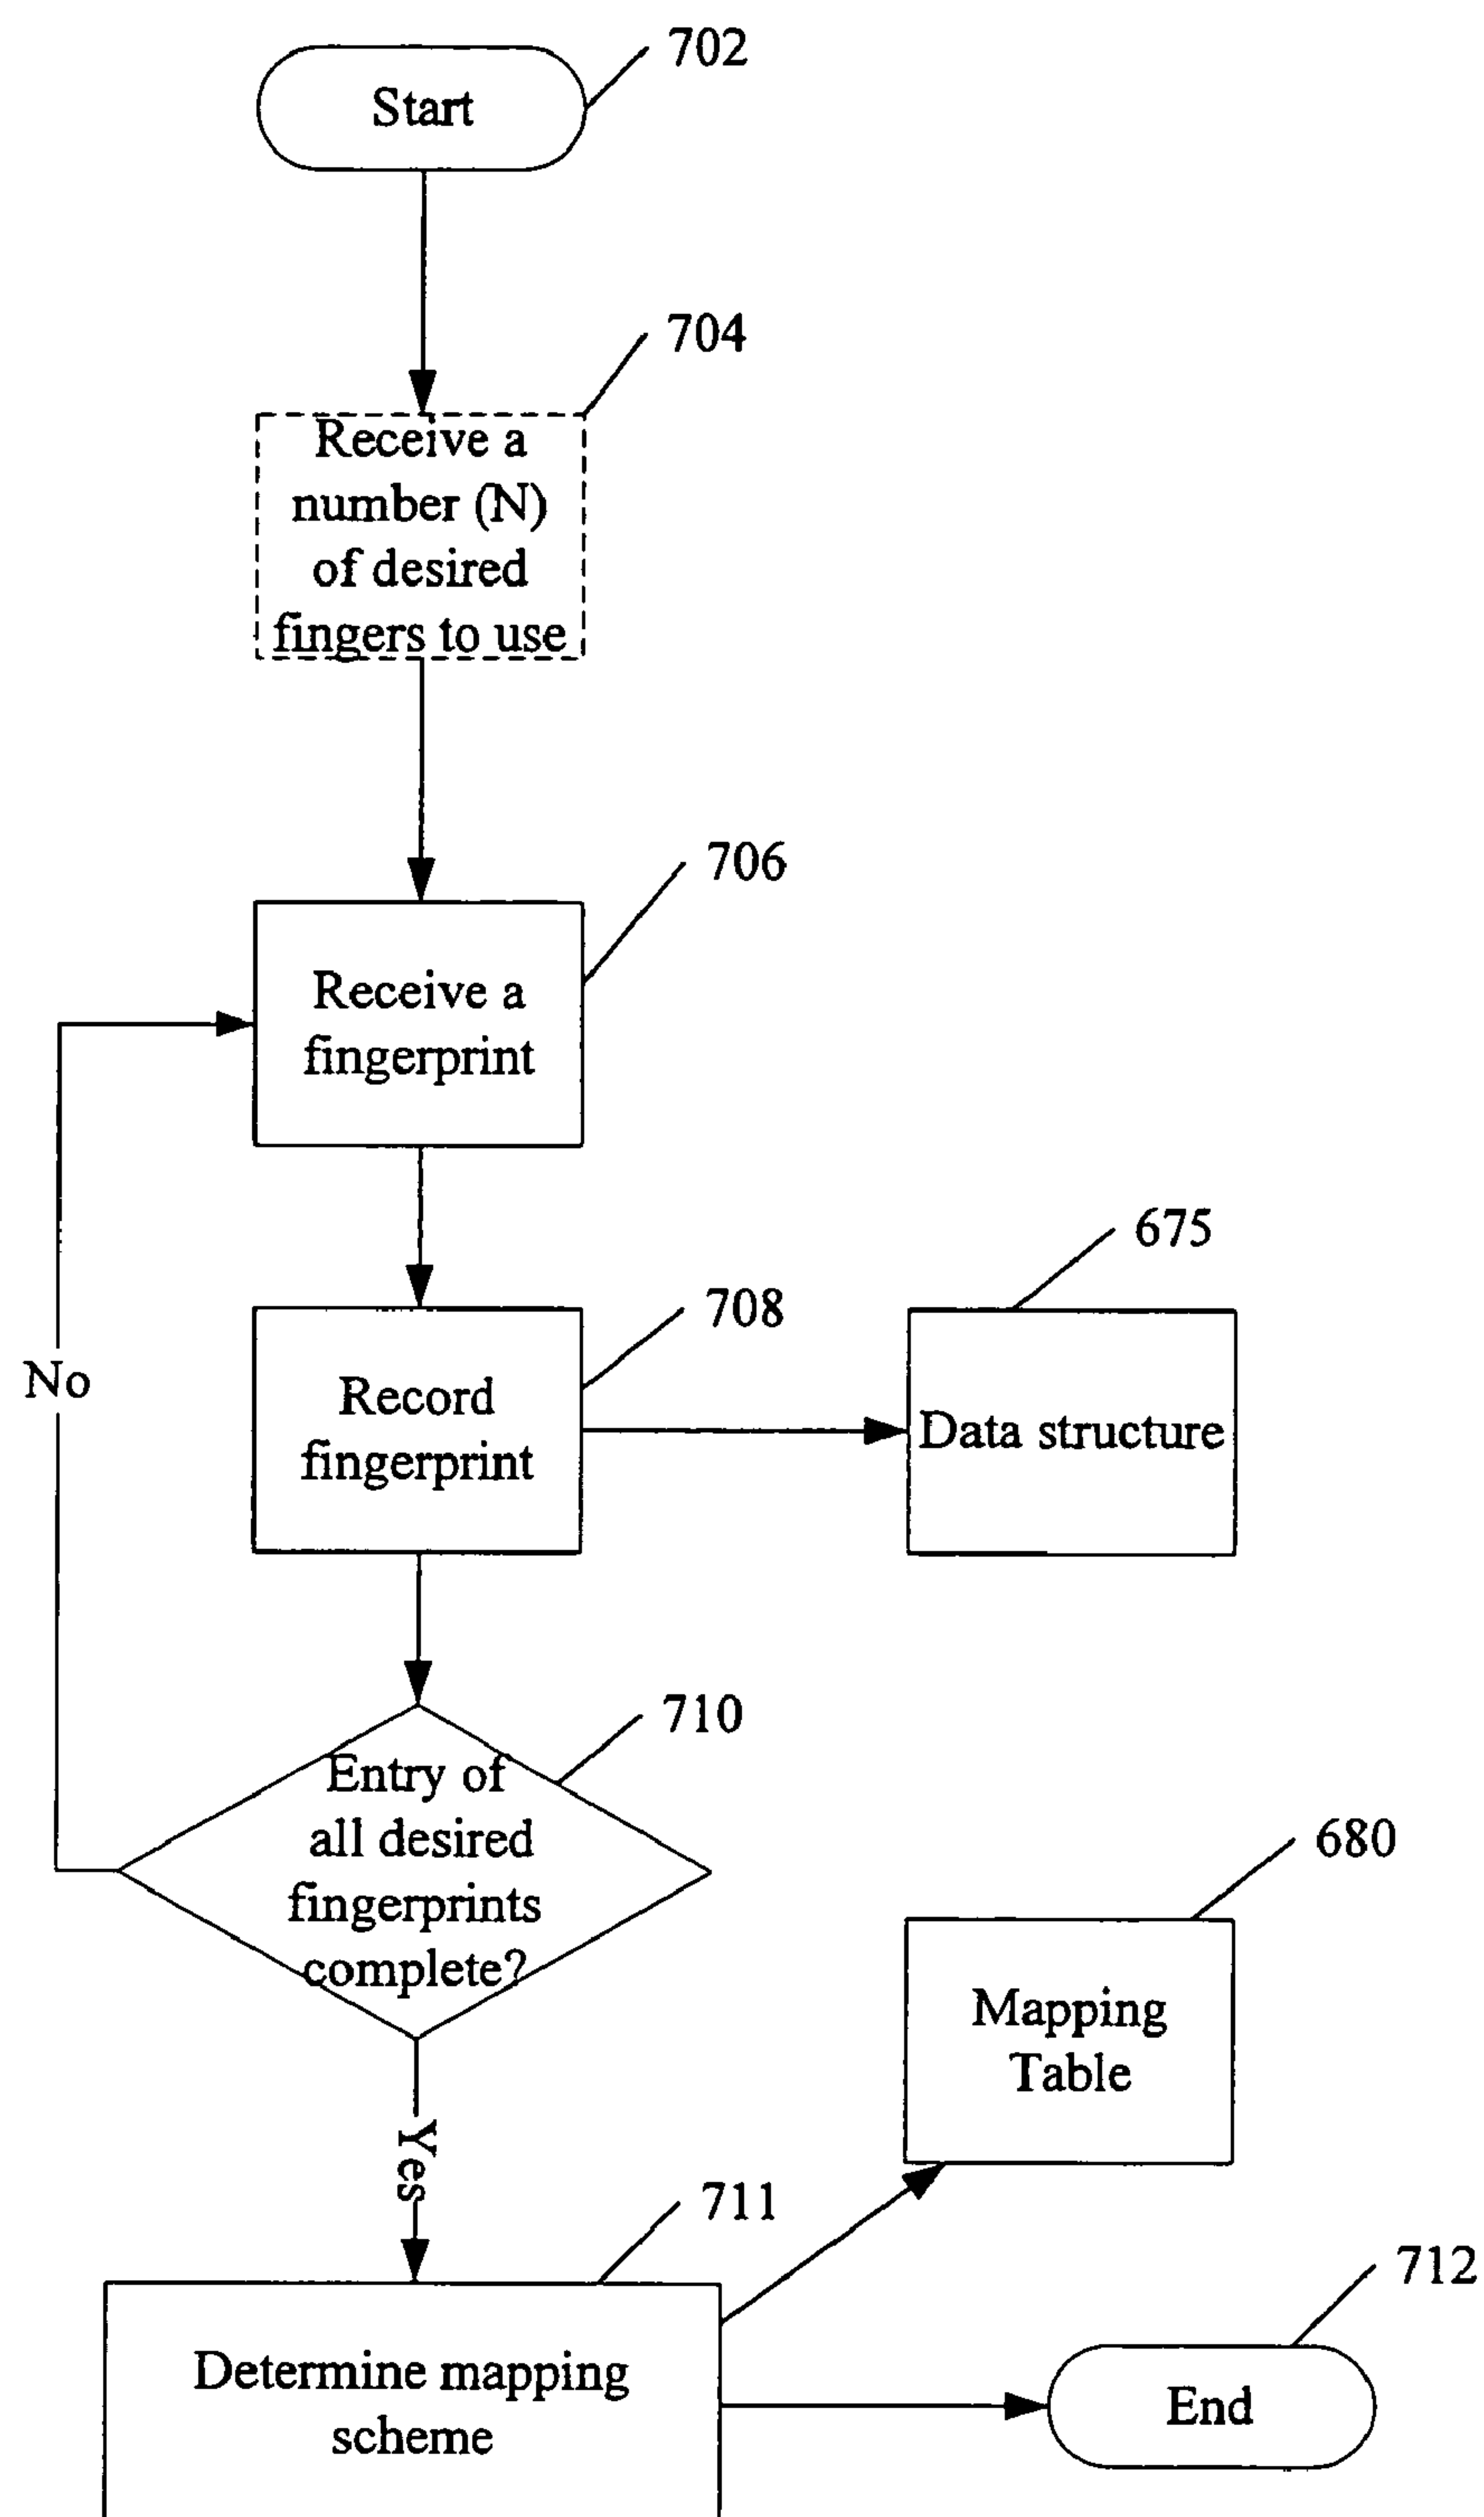 702
Start
704
Receive a
number (N)
of desired
fingers to use
706
Receive a
fingerprint
675
708
Record
fingerprint
Data structure
No
710
Entry of
all desired
fingerprints
complete?
680
Mapping
Table
Yes
711
712
Determine mapping
scheme
End